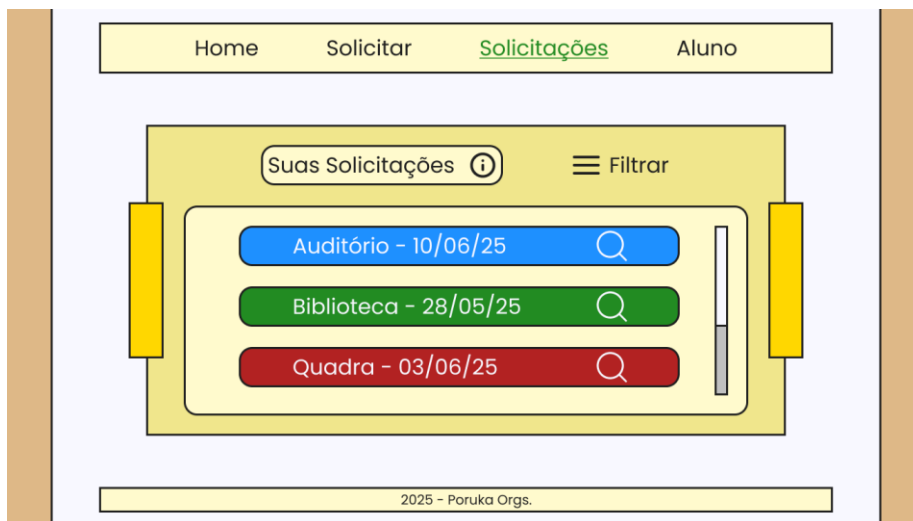 Home Solicitar Solicitações Aluno
Suas Solicitações Filtrar
Auditório - 10/06/25
Biblioteca - 28/05/25
Quadra - 03/06/25
2025 - Poruka Orgs.